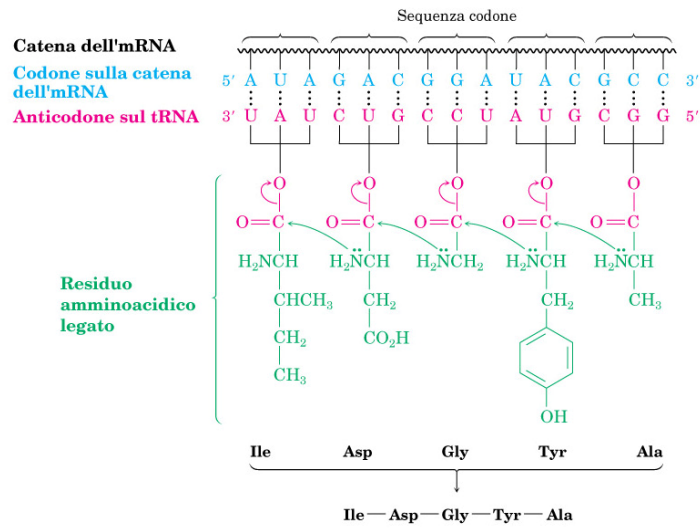 Sequenza codone
Catena dell'mRNA
Codone sulla catena
dell'mRNA
5′ A U A G A C G G A U A C G C C 3′
Anticodone sul tRNA
3′ U A U C U G C C U A U G C G G 5′
O O O O O
O=C O=C O=C O=C O=C
H₂NCH H₂NCH H₂NCH₂ H₂NCH H₂NCH
Residuo
amminoacidico
legato
CHCH₃ CH₂ CH₂ CH₃
CH₂ CO₂H
CH₃
OH
Ile Asp Gly Tyr Ala
Ile—Asp—Gly—Tyr—Ala